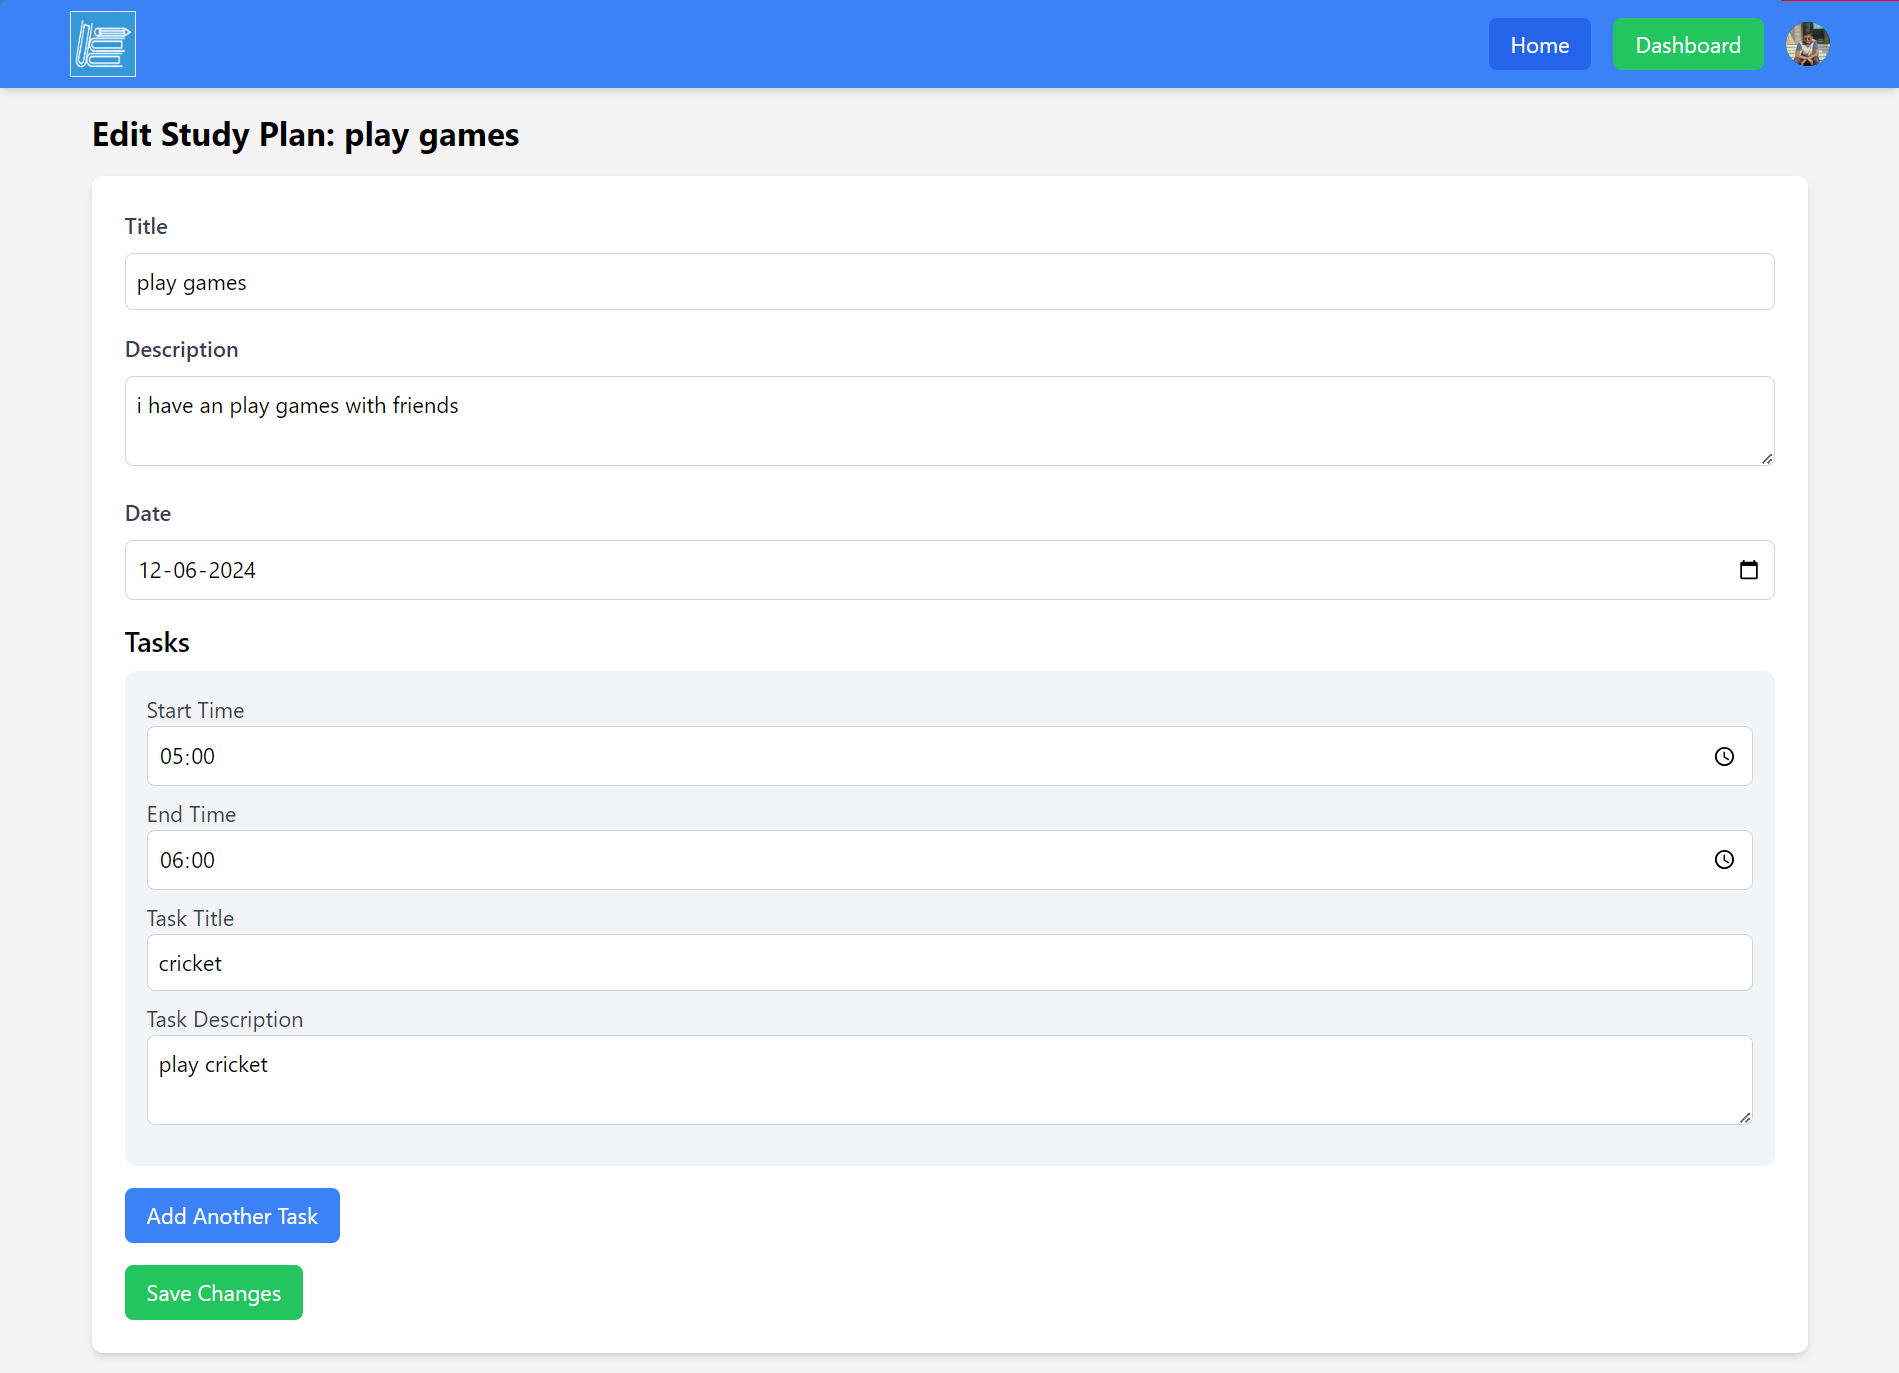 Home Dashboard
Edit Study Plan: play games
Title
play games
Description
i have an play games with friends
Date
12-06-2024
Tasks
Start Time
05:00
End Time
06:00
Task Title
cricket
Task Description
play cricket
Add Another Task
Save Changes